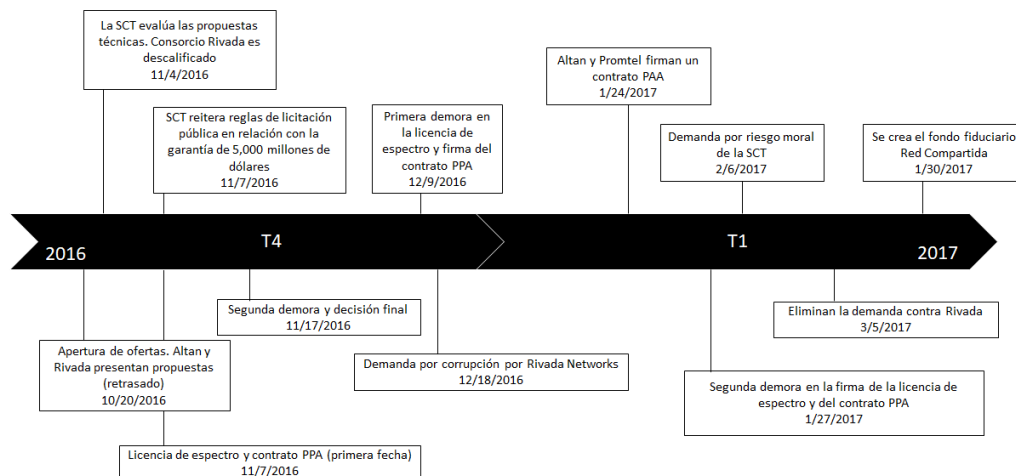 La SCT evalúa las propuestas
técnicas. Consorcio Rivada es
descalificado
11/4/2016
SCT reitera reglas de licitación
pública en relación con la
garantía de 5,000 millones de
dólares
11/7/2016
Primera demora en
la licencia de
espectro y firma del
contrato PPA
12/9/2016
Altan y Promtel firman un
contrato PAA
1/24/2017
Demanda por riesgo moral
de la SCT
2/6/2017
Se crea el fondo fiduciario
Red Compartida
1/30/2017
2016
T4
T1
2017
Segunda demora y decisión final
11/17/2016
Eliminan la demanda contra Rivada
3/5/2017
Apertura de ofertas. Altan y
Rivada presentan propuestas
(retrasado)
10/20/2016
Demanda por corrupción por Rivada Networks
12/18/2016
Segunda demora en la firma de la licencia de
espectro y del contrato PPA
1/27/2017
Licencia de espectro y contrato PPA (primera fecha)
11/7/2016